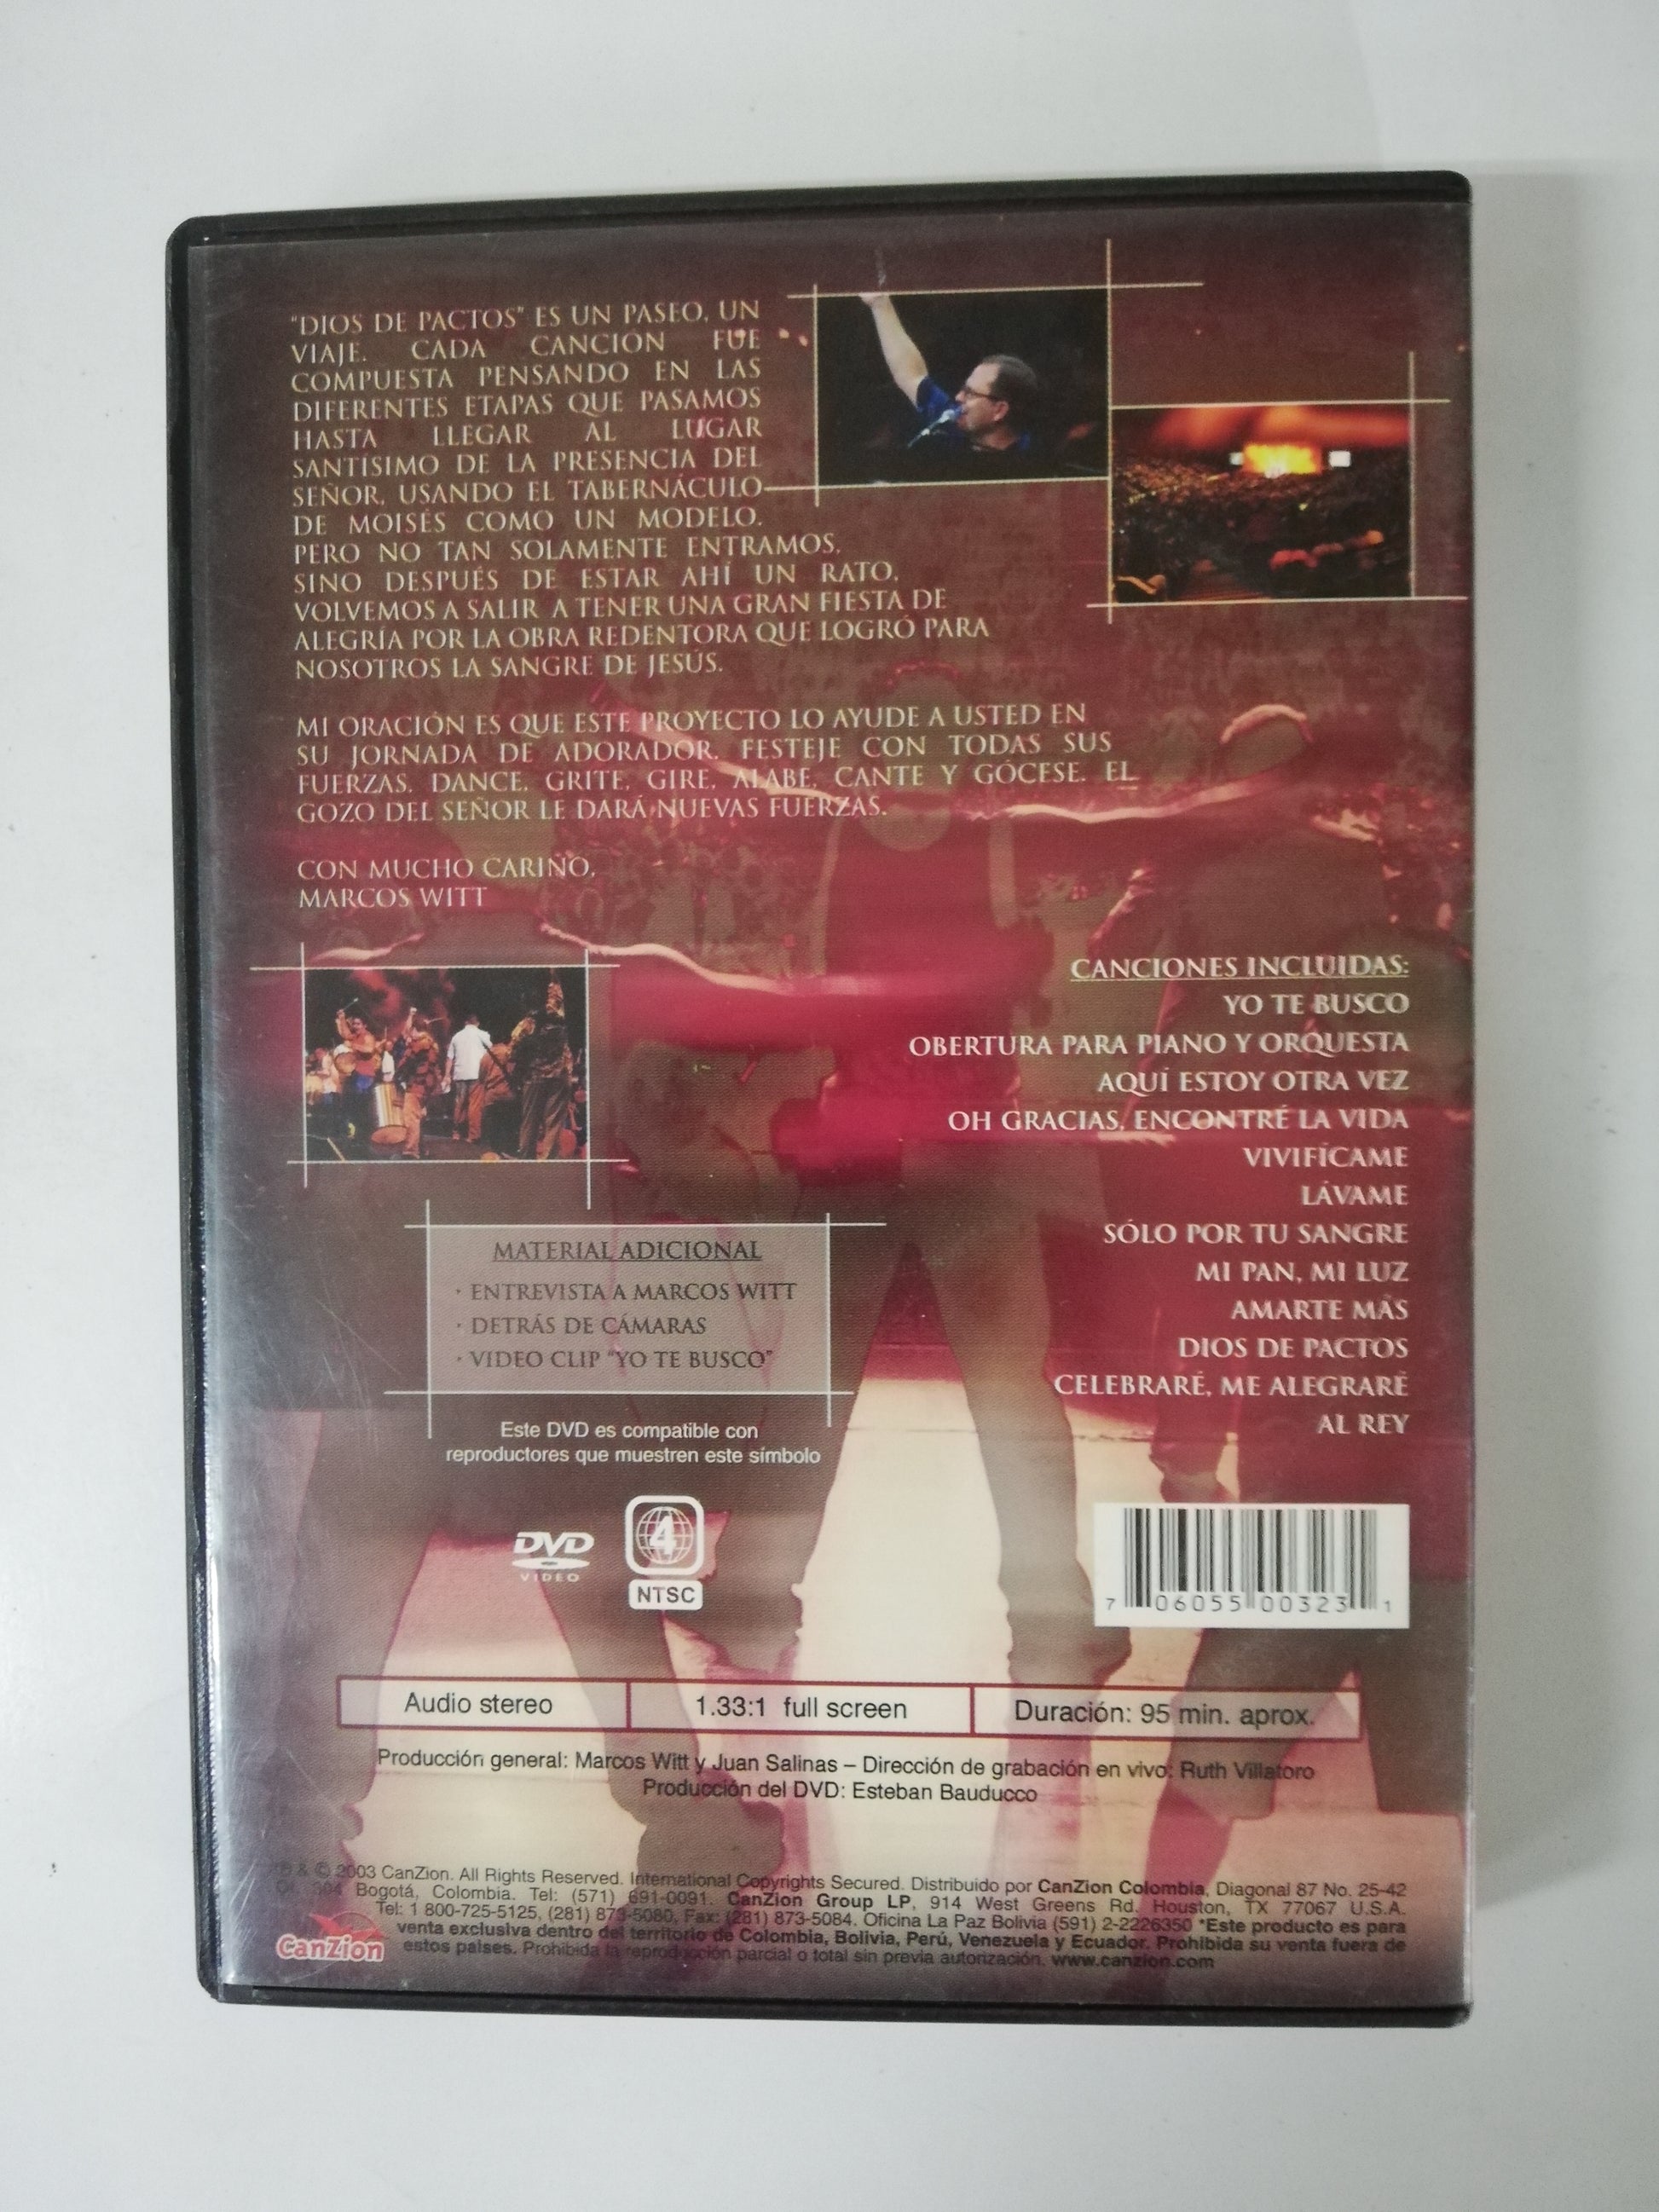 "DIOS DE PACTOS" ES UN PASEO, UN
VIAJE. CADA CANCIÓN FUE
COMPUESTA PENSANDO EN LAS
DIFERENTES ETAPAS QUE PASAMOS
HASTA LLEGAR AL LUGAR
SANTÍSIMO DE LA PRESENCIA DEL
SEÑOR, USANDO EL TABERNÁCULO
DE MOISÉS COMO UN MODELO.
PERO NO TAN SOLAMENTE ENTRAMOS,
SINO DESPUÉS DE ESTAR AHÍ UN RATO,
VOLVEMOS A SALIR A TENER UNA GRAN FIESTA DE
ALEGRÍA POR LA OBRA REDENTORA QUE LOGRÓ PARA
NOSOTROS LA SANGRE DE JESÚS.
MI ORACIÓN ES QUE ESTE PROYECTO LO AYUDE A USTED EN
SU JORNADA DE ADORADOR. FESTEJE CON TODAS SUS
FUERZAS. DANCE, GRITE, GIRE, ALABE, CANTE Y GÓCESE. EL
GOZO DEL SEÑOR LE DARÁ NUEVAS FUERZAS.
CON MUCHO CARIÑO,
MARCOS WITT
CANCIONES INCLUIDAS:
YO TE BUSCO
OBERTURA PARA PIANO Y ORQUESTA
AQUÍ ESTOY OTRA VEZ
OH GRACIAS, ENCONTRÉ LA VIDA
VIVIFÍCAME
LÁVAME
SÓLO POR TU SANGRE
MI PAN, MI LUZ
AMARTE MÁS
DIOS DE PACTOS
CELEBRARÉ, ME ALEGRARÉ
AL REY
MATERIAL ADICIONAL
· ENTREVISTA A MARCOS WITT
· DETRÁS DE CÁMARAS
· VIDEO CLIP "YO TE BUSCO"
Este DVD es compatible con
reproductores que muestren este símbolo
DVD
VIDEO
4
NTSC
7 06055 00323 1
Audio stereo
1.33:1 full screen
Duración: 95 min. aprox.
Producción general: Marcos Witt y Juan Salinas – Dirección de grabación en vivo: Ruth Villatoro
Producción del DVD: Esteban Bauducco
℗ & © 2003 CanZion. All Rights Reserved. International Copyrights Secured. Distribuido por CanZion Colombia, Diagonal 87 No. 25-42
Of. 304 Bogotá, Colombia. Tel: (571) 691-0091. CanZion Group LP, 914 West Greens Rd. Houston, TX 77067 U.S.A.
Tel: 1 800-725-5125, (281) 873-5080, Fax: (281) 873-5084. Oficina La Paz Bolivia (591) 2-2226350 *Este producto es para
venta exclusiva dentro del territorio de Colombia, Bolivia, Perú, Venezuela y Ecuador. Prohibida su venta fuera de
estos países. Prohibida la reproducción parcial o total sin previa autorización. www.canzion.com
CanZion